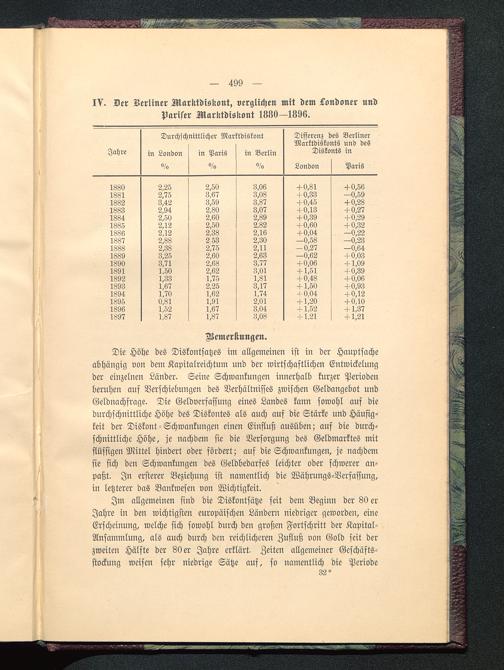 — 499 —
IV. Der Berliner Marktdiskont, verglichen mit dem Londoner und
Pariser Marktdiskont 1880—1896.
Jahre Durchschnittlicher Marktdiskont Differenz des Berliner Marktdiskonts und des Diskonts in
in London in Paris in Berlin London Paris
% % %
1880 2,25 2,50 3,06 +0,81 +0,56
1881 2,75 3,67 3,08 +0,33 —0,59
1882 3,42 3,59 3,87 +0,45 +0,28
1883 2,94 2,80 3,07 +0,13 +0,27
1884 2,50 2,60 2,89 +0,39 +0,29
1885 2,12 2,50 2,82 +0,60 +0,32
1886 2,12 2,38 2,16 +0,04 —0,22
1887 2,88 2 53 2,30 —0,58 —0,23
1888 2,38 2,75 2,11 —0,27 —0,64
1889 3,25 2,60 2,63 —0,62 +0,03
1890 3,71 2,68 3,77 +0,06 +1,09
1891 1,50 2,62 3,01 +1,51 +0,39
1892 1,33 1,75 1,81 +0,48 +0,06
1893 1,67 2,25 3,17 +1,50 +0,93
1894 1,70 1,62 1,74 +0,04 +0,12
1895 0,81 1,91 2,01 +1,20 +0,10
1896 1,52 1,67 3,04 +1,52 +1,37
1897 1,87 1,87 3,08 +1,21 +1,21
Bemerkungen.
Die Höhe des Diskontsatzes im allgemeinen ist in der Hauptsache
abhängig von dem Kapitalreichtum und der wirtschaftlichen Entwickelung
der einzelnen Länder. Seine Schwankungen innerhalb kurzer Perioden
beruhen auf Verschiebungen des Verhältnisses zwischen Geldangebot und
Geldnachfrage. Die Geldverfassung eines Landes kann sowohl auf die
durchschnittliche Höhe des Diskontes als auch auf die Stärke und Häufig-
keit der Diskont-Schwankungen einen Einfluß ausüben; auf die durch-
schnittliche Höhe, je nachdem sie die Versorgung des Geldmarktes mit
flüssigen Mittel hindert oder fördert; auf die Schwankungen, je nachdem
sie sich den Schwankungen des Geldbedarfes leichter oder schwerer an-
paßt. In ersterer Beziehung ist namentlich die Währungs-Verfassung,
in letzterer das Bankwesen von Wichtigkeit.
Im allgemeinen sind die Diskontsätze seit dem Beginn der 80 er
Jahre in den wichtigsten europäischen Ländern niedriger geworden, eine
Erscheinung, welche sich sowohl durch den großen Fortschritt der Kapital-
Ansammlung, als auch durch den reichlicheren Zufluß von Gold seit der
zweiten Hälfte der 80 er Jahre erklärt. Zeiten allgemeiner Geschäfts-
stockung weisen sehr niedrige Sätze auf, so namentlich die Periode
32*